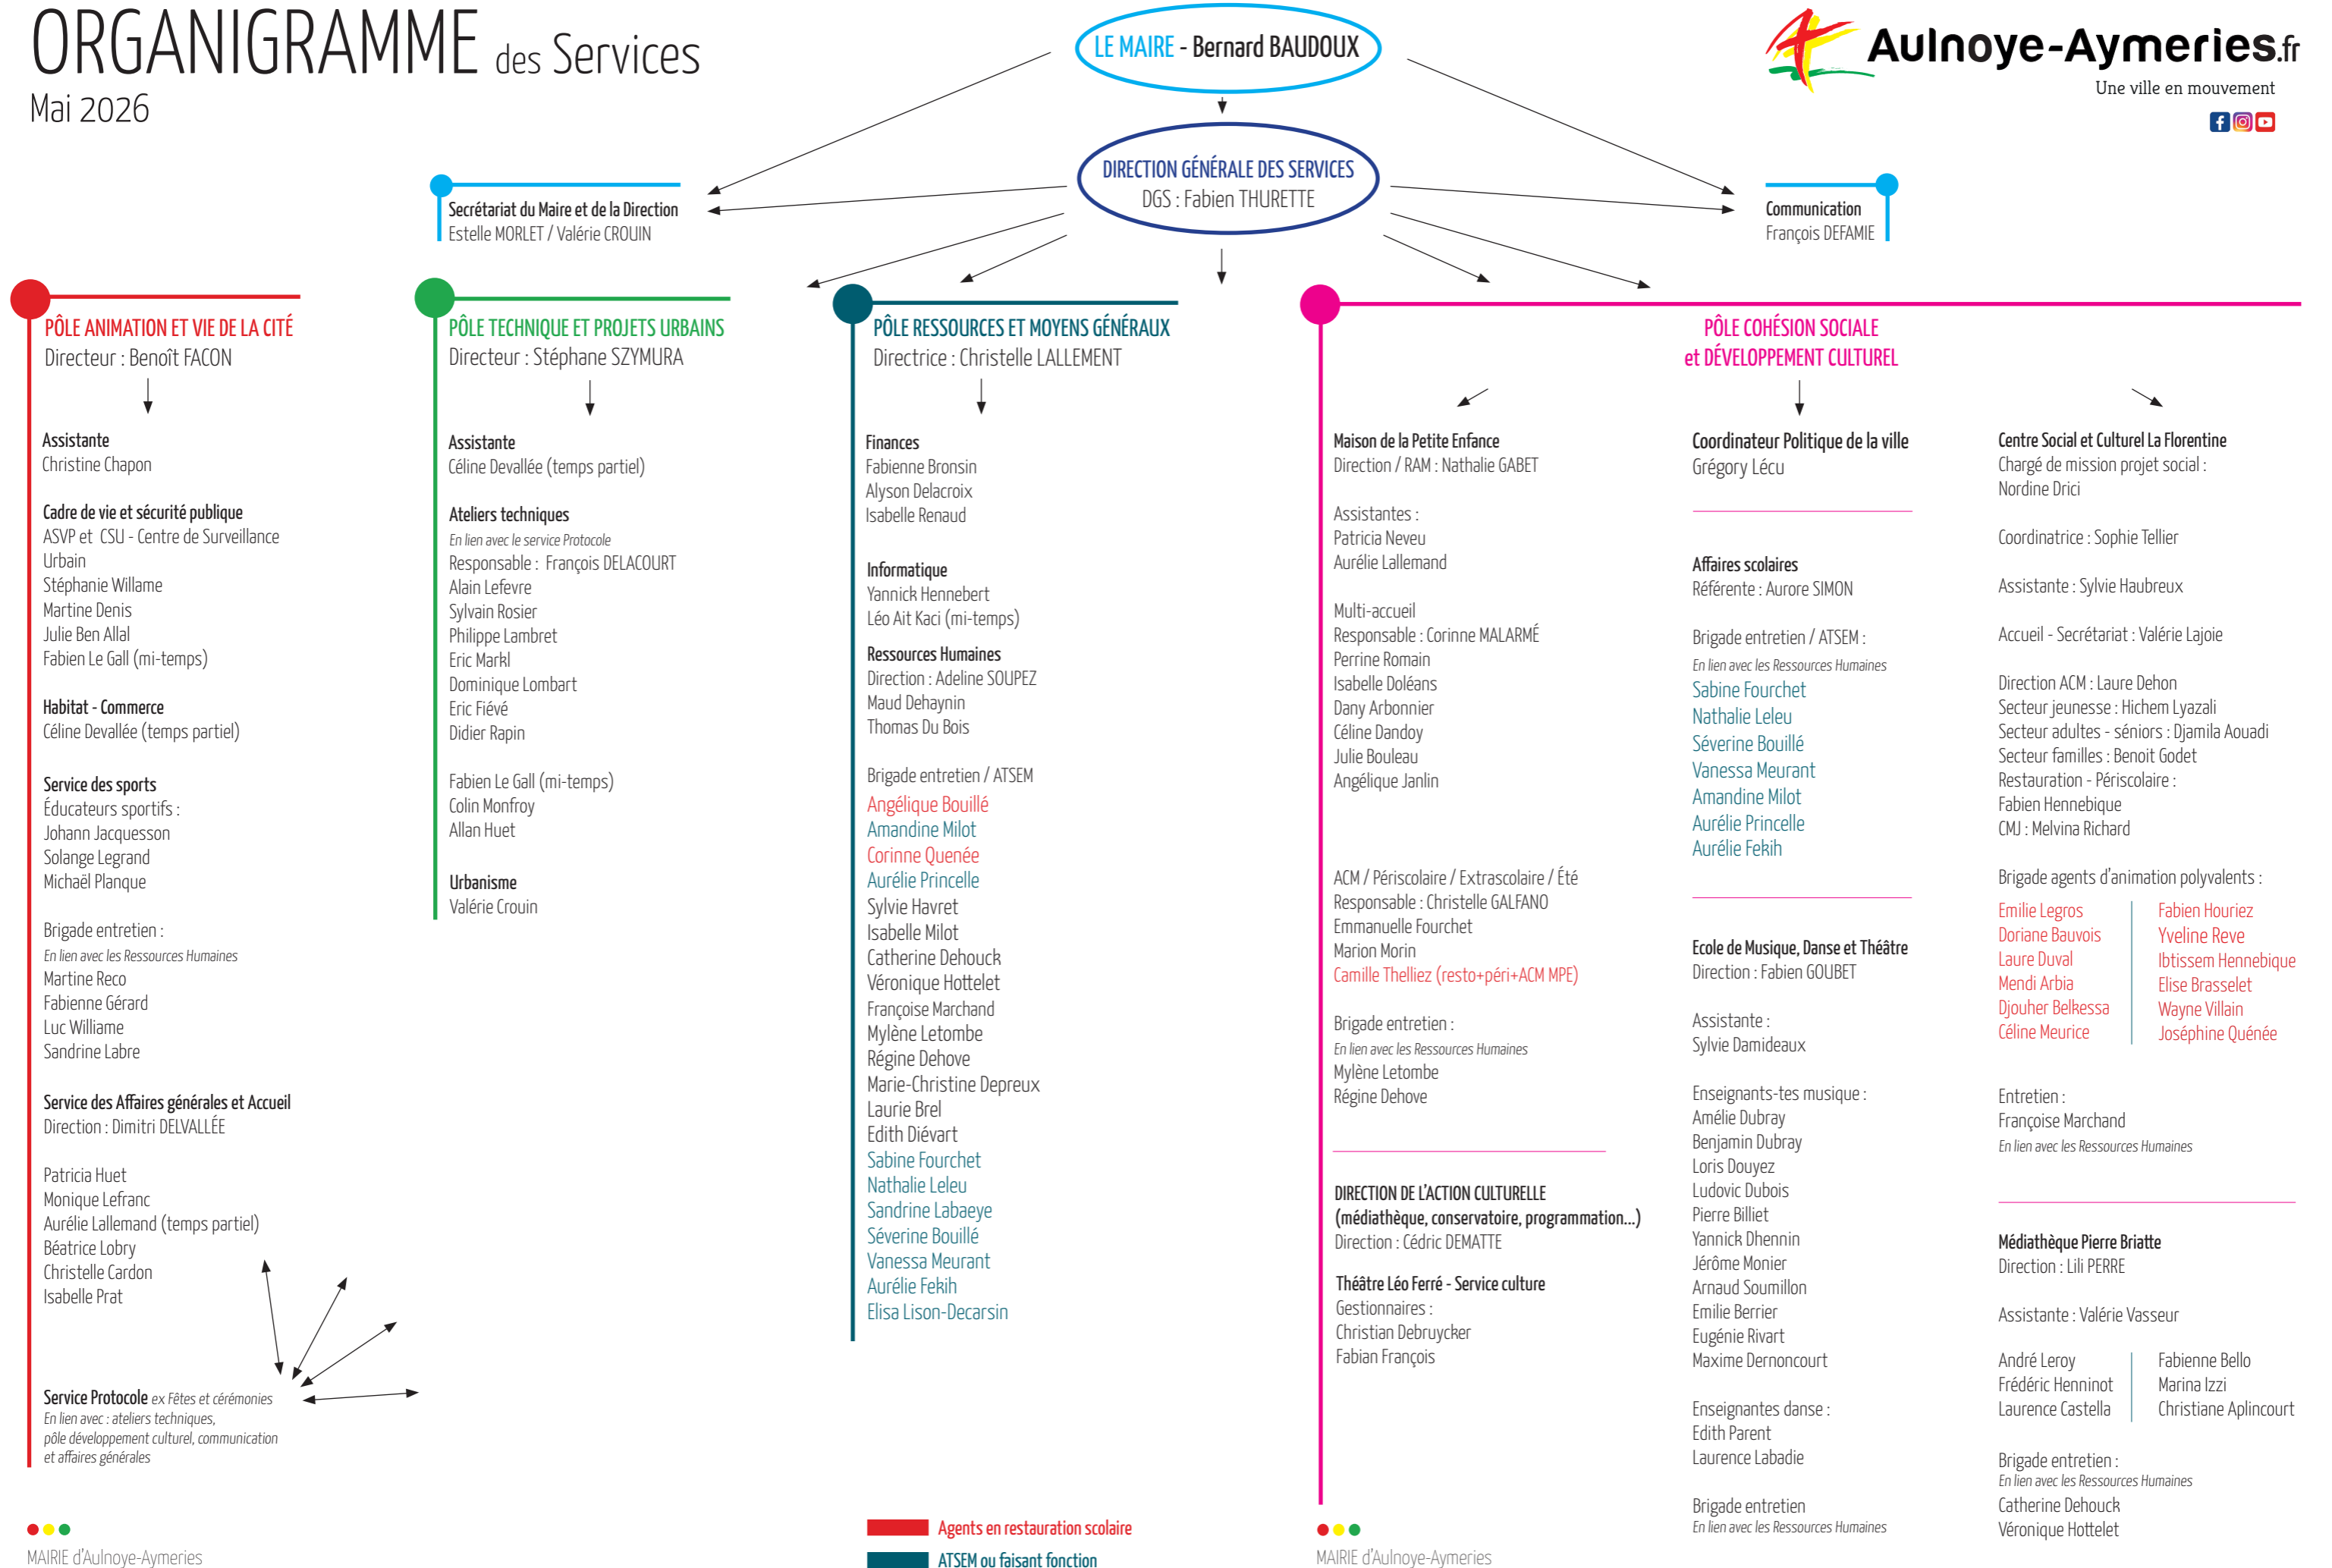 ORGANIGRAMME des Services
Mai 2026
LE MAIRE - Bernard BAUDOUX
DIRECTION GÉNÉRALE DES SERVICES
DGS : Fabien THURETTE
Aulnoye-Aymeries.fr
Une ville en mouvement
Secrétariat du Maire et de la Direction
Estelle MORLET / Valérie CROUIN
Communication
François DEFAMIE
PÔLE ANIMATION ET VIE DE LA CITÉ
Directeur : Benoît FACON
Assistante
Christine Chapon
Cadre de vie et sécurité publique
ASVP et CSU - Centre de Surveillance
Urbain
Stéphanie Willame
Martine Denis
Julie Ben Allal
Fabien Le Gall (mi-temps)
Habitat - Commerce
Céline Devallée (temps partiel)
Service des sports
Éducateurs sportifs :
Johann Jacquesson
Solange Legrand
Michaël Planque
Brigade entretien :
En lien avec les Ressources Humaines
Martine Reco
Fabienne Gérard
Luc Williame
Sandrine Labre
Service des Affaires générales et Accueil
Direction : Dimitri DELVALLÉE
Patricia Huet
Monique Lefranc
Aurélie Lallemand (temps partiel)
Béatrice Lobry
Christelle Cardon
Isabelle Prat
Service Protocole ex Fêtes et cérémonies
En lien avec : ateliers techniques,
pôle développement culturel, communication
et affaires générales
MAIRIE d'Aulnoye-Aymeries
PÔLE TECHNIQUE ET PROJETS URBAINS
Directeur : Stéphane SZYMURA
Assistante
Céline Devallée (temps partiel)
Ateliers techniques
En lien avec le service Protocole
Responsable : François DELACOURT
Alain Lefevre
Sylvain Rosier
Philippe Lambret
Eric Markl
Dominique Lombart
Eric Fiévé
Didier Rapin
Fabien Le Gall (mi-temps)
Colin Monfroy
Allan Huet
Urbanisme
Valérie Crouin
PÔLE RESSOURCES ET MOYENS GÉNÉRAUX
Directrice : Christelle LALLEMENT
Finances
Fabienne Bronsin
Alyson Delacroix
Isabelle Renaud
Informatique
Yannick Hennebert
Léo Ait Kaci (mi-temps)
Ressources Humaines
Direction : Adeline SOUPEZ
Maud Dehaynin
Thomas Du Bois
Brigade entretien / ATSEM
Angélique Bouillé
Amandine Milot
Corinne Quenée
Aurélie Princelle
Sylvie Havret
Isabelle Milot
Catherine Dehouck
Véronique Hottelet
Françoise Marchand
Mylène Letombe
Régine Dehove
Marie-Christine Depreux
Laurie Brel
Edith Diévart
Sabine Fourchet
Nathalie Leleu
Sandrine Labaeye
Séverine Bouillé
Vanessa Meurant
Aurélie Fekih
Elisa Lison-Decarsin
Agents en restauration scolaire
ATSEM ou faisant fonction
PÔLE COHÉSION SOCIALE
et DÉVELOPPEMENT CULTUREL
Maison de la Petite Enfance
Direction / RAM : Nathalie GABET
Assistantes :
Patricia Neveu
Aurélie Lallemand
Multi-accueil
Responsable : Corinne MALARMÉ
Perrine Romain
Isabelle Doléans
Dany Arbonnier
Céline Dandoy
Julie Bouleau
Angélique Janlin
ACM / Périscolaire / Extrascolaire / Été
Responsable : Christelle GALFANO
Emmanuelle Fourchet
Marion Morin
Camille Thelliez (resto+péri+ACM MPE)
Brigade entretien :
En lien avec les Ressources Humaines
Mylène Letombe
Régine Dehove
DIRECTION DE L'ACTION CULTURELLE
(médiathèque, conservatoire, programmation...)
Direction : Cédric DEMATTE
Théâtre Léo Ferré - Service culture
Gestionnaires :
Christian Debruycker
Fabian François
MAIRIE d'Aulnoye-Aymeries
Coordinateur Politique de la ville
Grégory Lécu
Affaires scolaires
Référente : Aurore SIMON
Brigade entretien / ATSEM :
En lien avec les Ressources Humaines
Sabine Fourchet
Nathalie Leleu
Séverine Bouillé
Vanessa Meurant
Amandine Milot
Aurélie Princelle
Aurélie Fekih
Ecole de Musique, Danse et Théâtre
Direction : Fabien GOUBET
Assistante :
Sylvie Damideaux
Enseignants-tes musique :
Amélie Dubray
Benjamin Dubray
Loris Douyez
Ludovic Dubois
Pierre Billiet
Yannick Dhennin
Jérôme Monier
Arnaud Soumillon
Emilie Berrier
Eugénie Rivart
Maxime Dernoncourt
Enseignantes danse :
Edith Parent
Laurence Labadie
Brigade entretien
En lien avec les Ressources Humaines
Centre Social et Culturel La Florentine
Chargé de mission projet social :
Nordine Drici
Coordinatrice : Sophie Tellier
Assistante : Sylvie Haubreux
Accueil - Secrétariat : Valérie Lajoie
Direction ACM : Laure Dehon
Secteur jeunesse : Hichem Lyazali
Secteur adultes - séniors : Djamila Aouadi
Secteur familles : Benoit Godet
Restauration - Périscolaire :
Fabien Hennebique
CMJ : Melvina Richard
Brigade agents d'animation polyvalents :
Emilie Legros
Doriane Bauvois
Laure Duval
Mendi Arbia
Djouher Belkessa
Céline Meurice
Fabien Houriez
Yveline Reve
Ibtissem Hennebique
Elise Brasselet
Wayne Villain
Joséphine Quénée
Entretien :
Françoise Marchand
En lien avec les Ressources Humaines
Médiathèque Pierre Briatte
Direction : Lili PERRE
Assistante : Valérie Vasseur
André Leroy
Frédéric Henninot
Laurence Castella
Fabienne Bello
Marina Izzi
Christiane Aplincourt
Brigade entretien :
En lien avec les Ressources Humaines
Catherine Dehouck
Véronique Hottelet